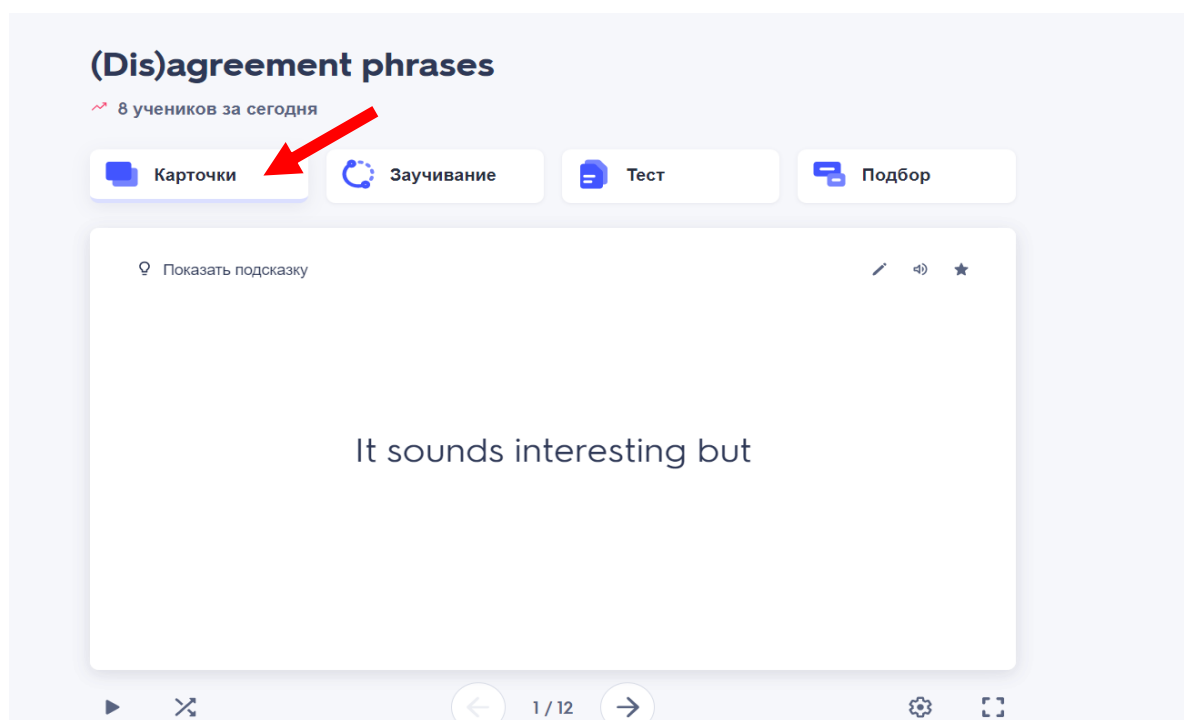 (Dis)agreement phrases
8 учеников за сегодня
Карточки
Заучивание
Тест
Подбор
Показать подсказку
It sounds interesting but
1 / 12